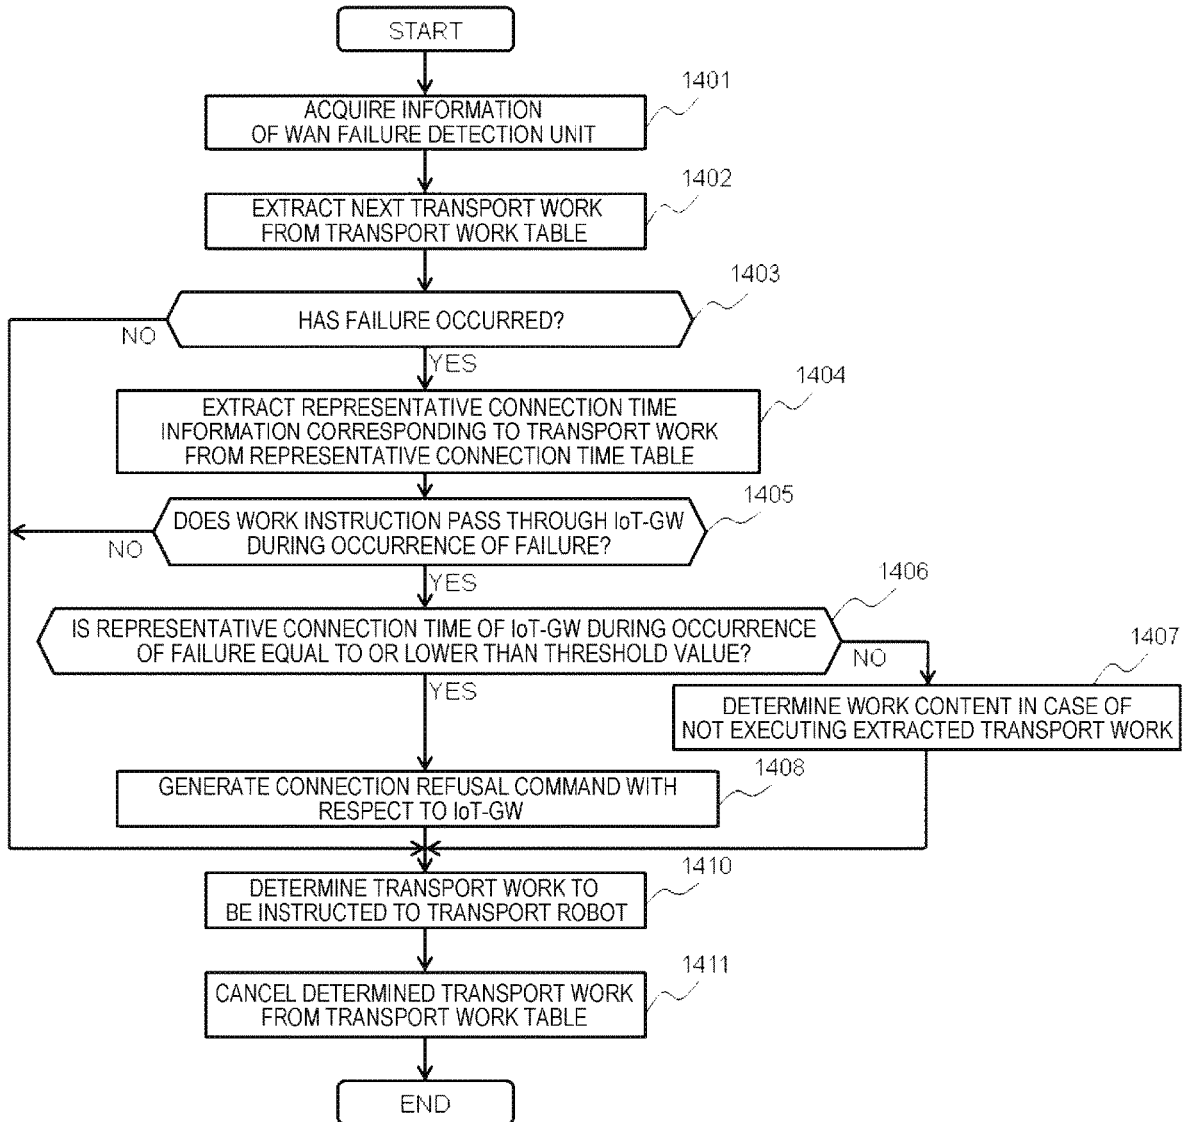 START
1401
ACQUIRE INFORMATION
OF WAN FAILURE DETECTION UNIT
1402
EXTRACT NEXT TRANSPORT WORK
FROM TRANSPORT WORK TABLE
1403
HAS FAILURE OCCURRED?
NO
YES
1404
EXTRACT REPRESENTATIVE CONNECTION TIME
INFORMATION CORRESPONDING TO TRANSPORT WORK
FROM REPRESENTATIVE CONNECTION TIME TABLE
1405
DOES WORK INSTRUCTION PASS THROUGH IoT-GW
DURING OCCURRENCE OF FAILURE?
NO
YES
1406
IS REPRESENTATIVE CONNECTION TIME OF IoT-GW DURING OCCURRENCE
OF FAILURE EQUAL TO OR LOWER THAN THRESHOLD VALUE?
NO
YES
1407
DETERMINE WORK CONTENT IN CASE OF
NOT EXECUTING EXTRACTED TRANSPORT WORK
1408
GENERATE CONNECTION REFUSAL COMMAND WITH
RESPECT TO IoT-GW
1410
DETERMINE TRANSPORT WORK TO
BE INSTRUCTED TO TRANSPORT ROBOT
1411
CANCEL DETERMINED TRANSPORT WORK
FROM TRANSPORT WORK TABLE
END